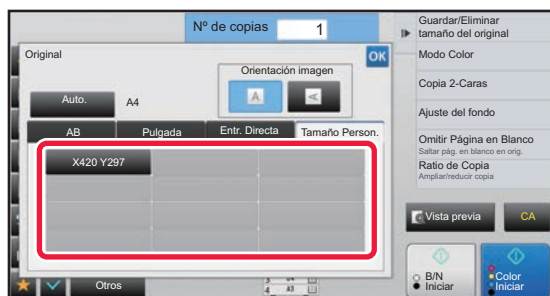 Nº de copias
1
Original
OK
Orientación imagen
Auto.
A4
A
A
AB
Pulgada
Entr. Directa
Tamaño Person.
X420 Y297
Otros
A3
Guardar/Eliminar
tamaño del original
Modo Color
Copia 2-Caras
Ajuste del fondo
Omitir Página en Blanco
Saltar pág. en blanco en orig.
Ratio de Copia
Ampliar/reducir copia
Vista previa
CA
B/N
Iniciar
Color
Iniciar